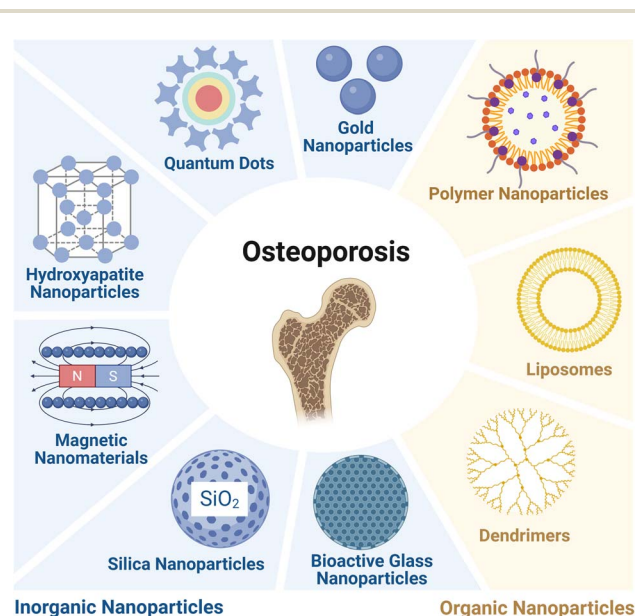 Quantum Dots
Gold
Nanoparticles
Polymer Nanoparticles
Hydroxyapatite
Nanoparticles
Osteoporosis
Liposomes
N S
Magnetic
Nanomaterials
SiO₂
Silica Nanoparticles
Bioactive Glass
Nanoparticles
Dendrimers
Inorganic Nanoparticles
Organic Nanoparticles